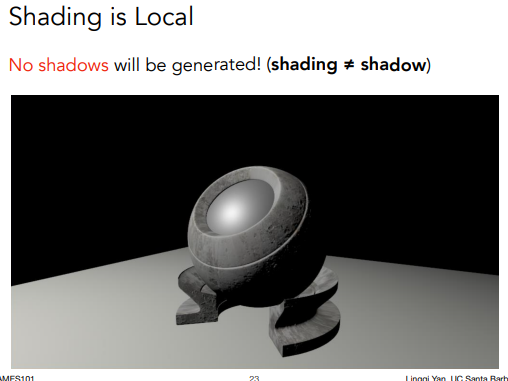 Shading is Local
No shadows will be generated! (shading ≠ shadow)
AMES101
23
Lingqi Yan, UC Santa Barb